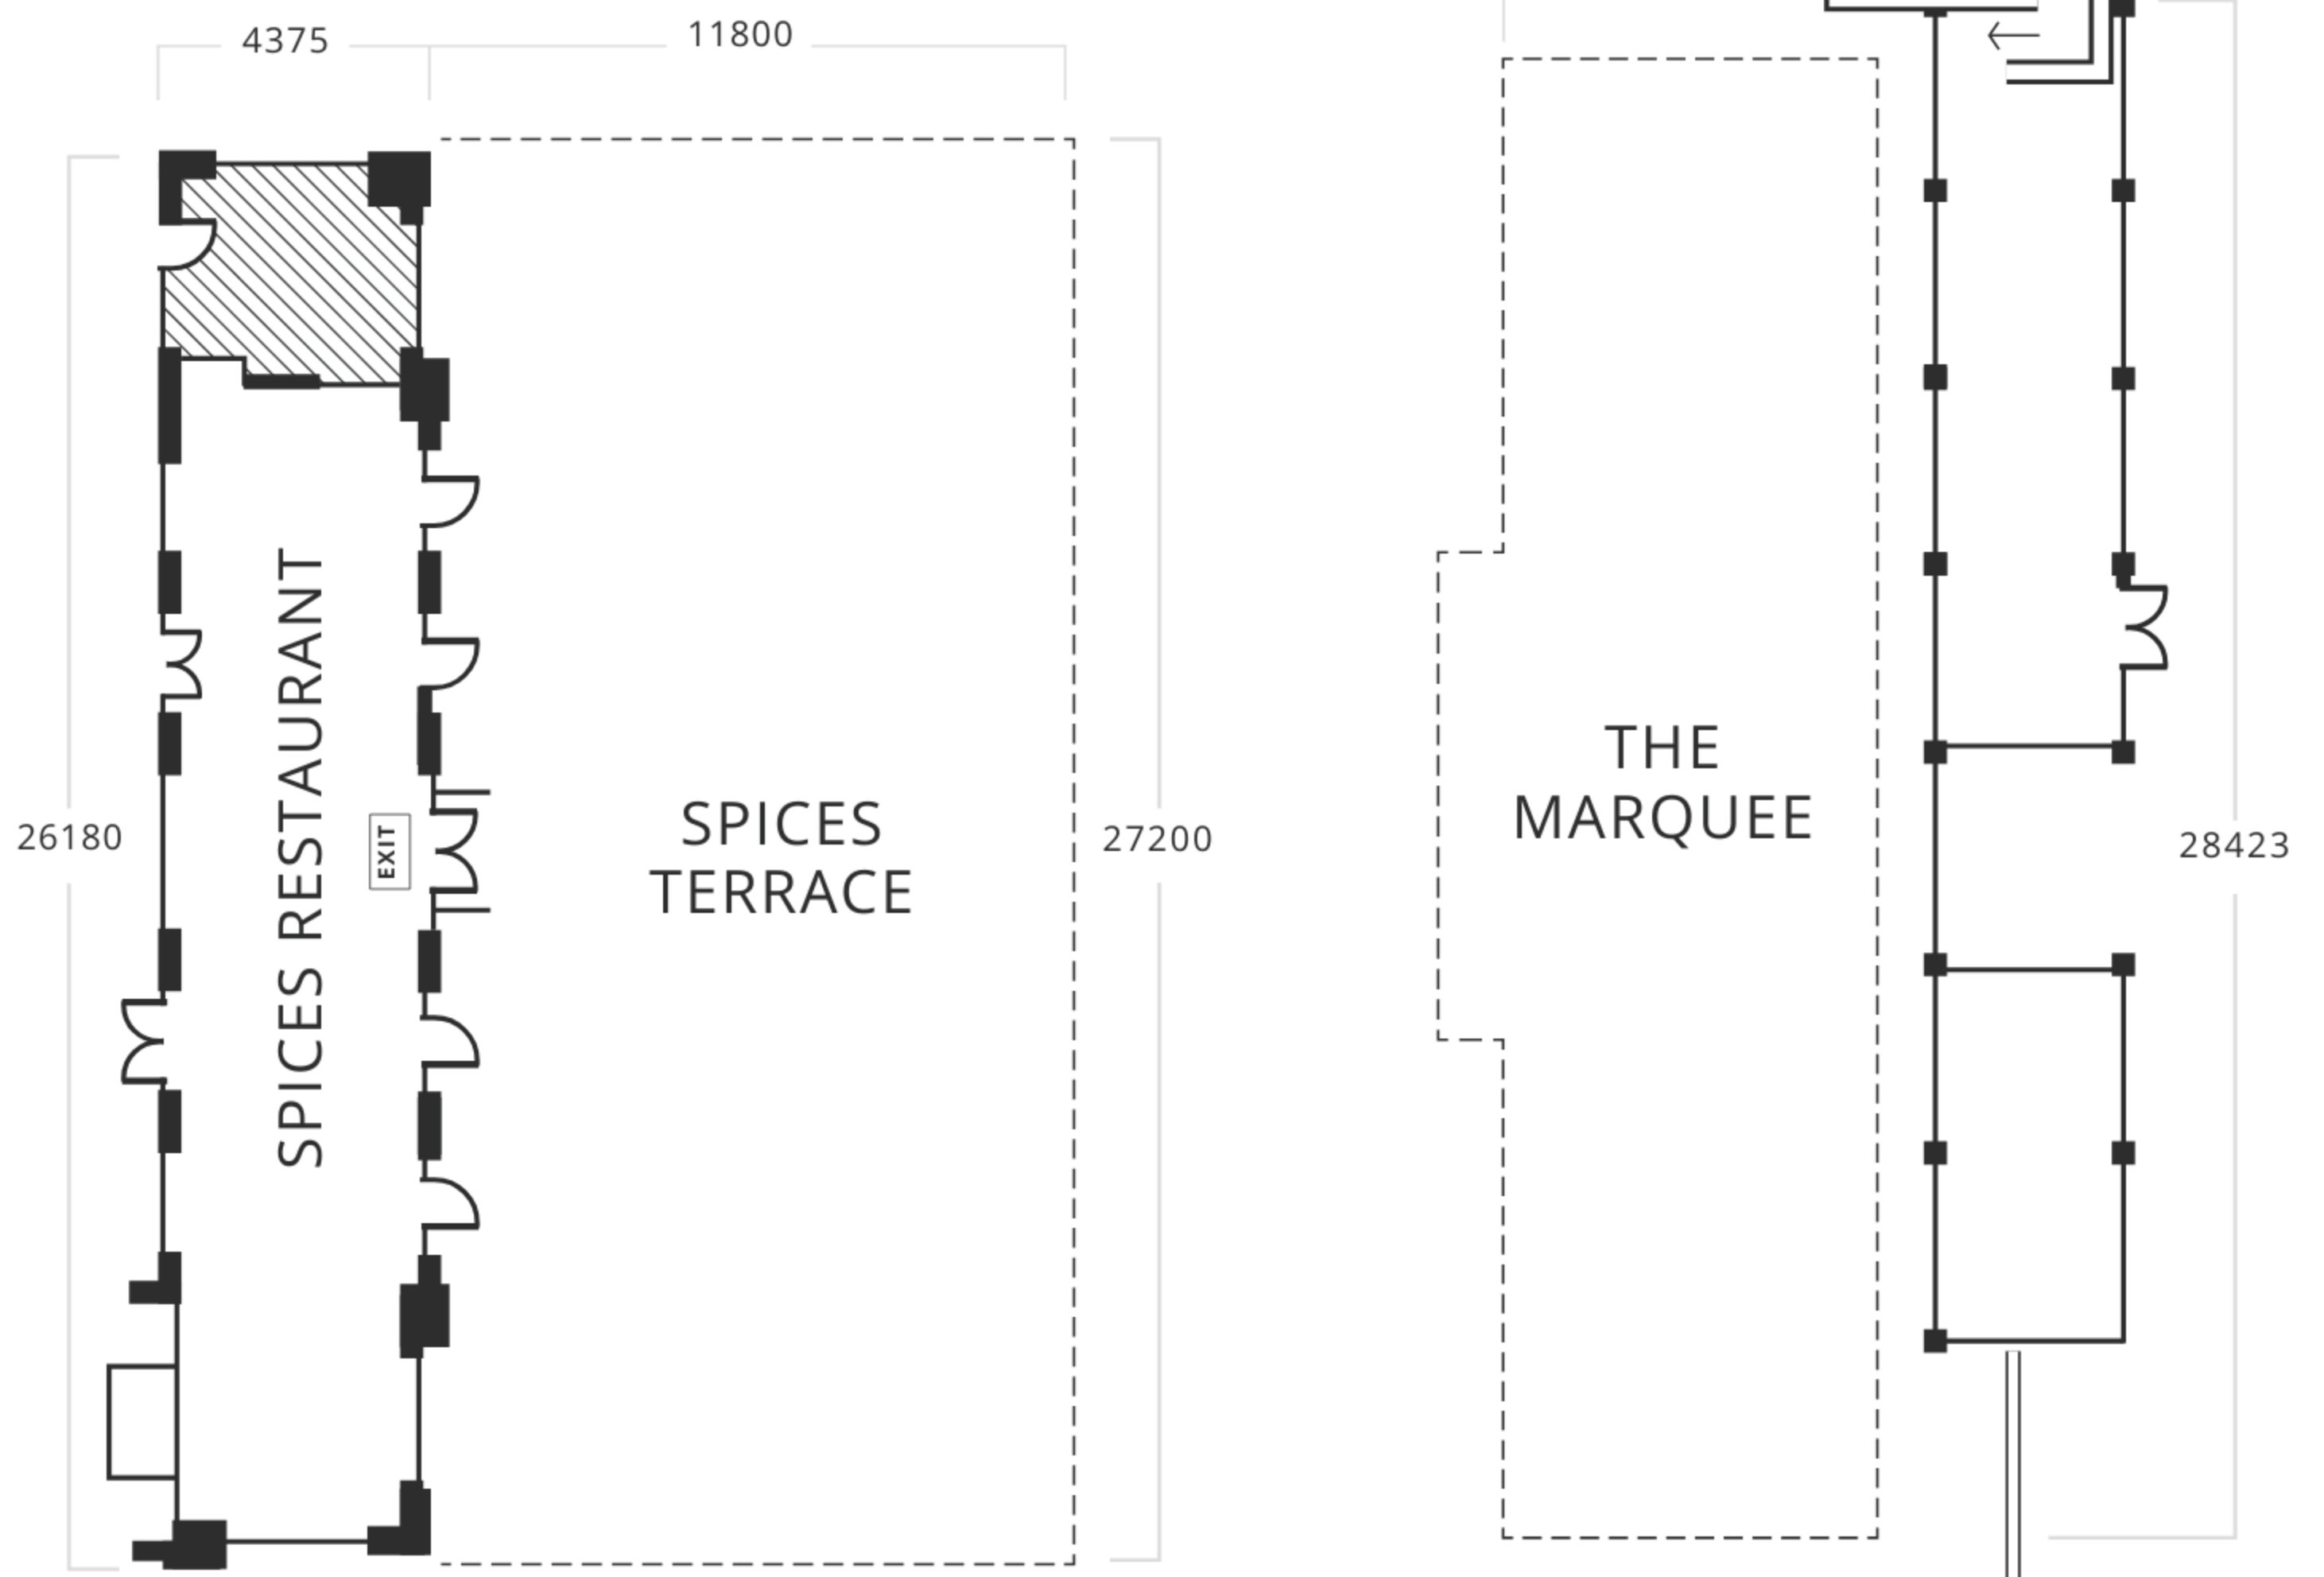 4375
11800
26180
SPICES RESTAURANT
EXIT
SPICES
TERRACE
27200
THE
MARQUEE
28423